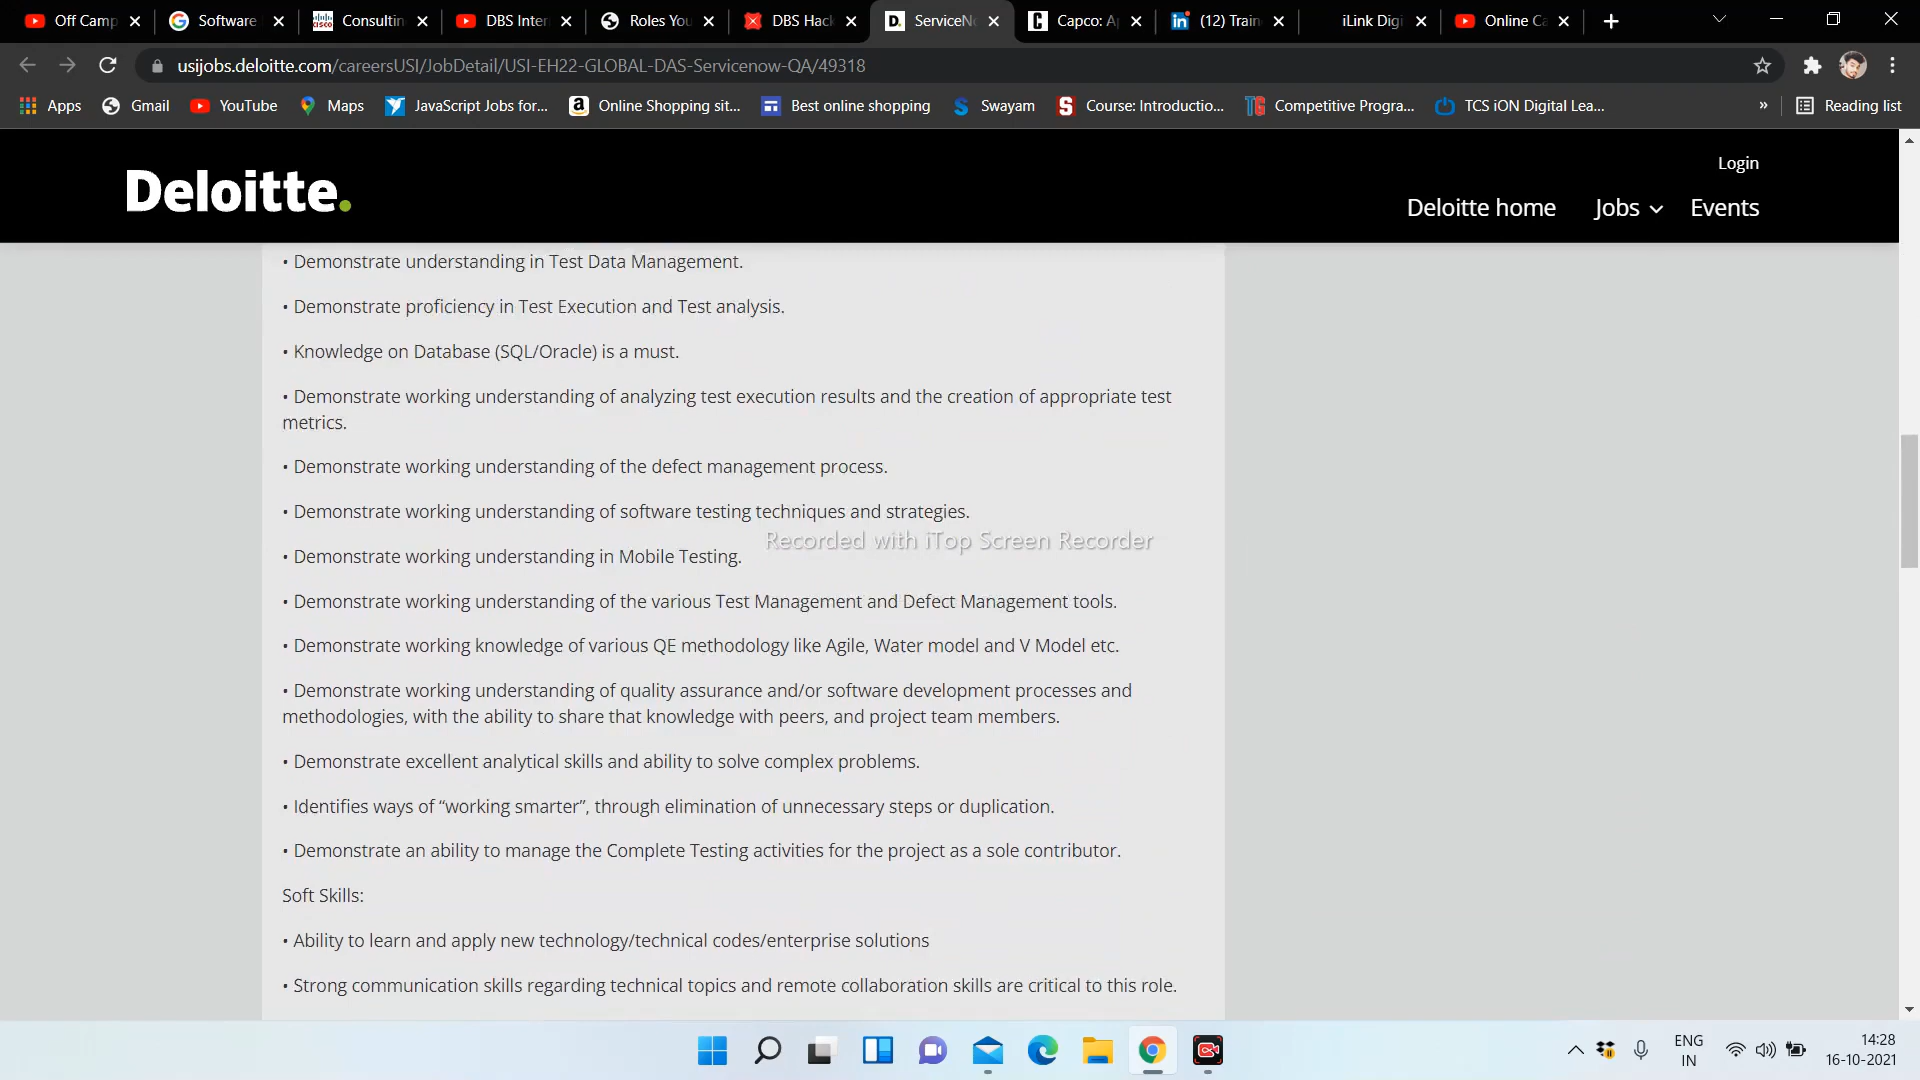 Off Camp
Software
Consultin
DBS Inter
Roles You
DBS Hack
ServiceNo
Capco: A
(12) Train
iLink Digi
Online Ca
usijobs.deloitte.com/careersUSI/JobDetail/USI-EH22-GLOBAL-DAS-Servicenow-QA/49318
Apps
Gmail
YouTube
Maps
JavaScript Jobs for...
Online Shopping sit...
Best online shopping
Swayam
Course: Introductio...
Competitive Progra...
TCS iON Digital Lea...
»
Reading list
Login
Deloitte.
Deloitte home
Jobs
Events
• Demonstrate understanding in Test Data Management.
• Demonstrate proficiency in Test Execution and Test analysis.
• Knowledge on Database (SQL/Oracle) is a must.
• Demonstrate working understanding of analyzing test execution results and the creation of appropriate test
metrics.
• Demonstrate working understanding of the defect management process.
• Demonstrate working understanding of software testing techniques and strategies.
Recorded with iTop Screen Recorder
• Demonstrate working understanding in Mobile Testing.
• Demonstrate working understanding of the various Test Management and Defect Management tools.
• Demonstrate working knowledge of various QE methodology like Agile, Water model and V Model etc.
• Demonstrate working understanding of quality assurance and/or software development processes and
methodologies, with the ability to share that knowledge with peers, and project team members.
• Demonstrate excellent analytical skills and ability to solve complex problems.
• Identifies ways of “working smarter”, through elimination of unnecessary steps or duplication.
• Demonstrate an ability to manage the Complete Testing activities for the project as a sole contributor.
Soft Skills:
• Ability to learn and apply new technology/technical codes/enterprise solutions
• Strong communication skills regarding technical topics and remote collaboration skills are critical to this role.
ENG
IN
14:28
16-10-2021